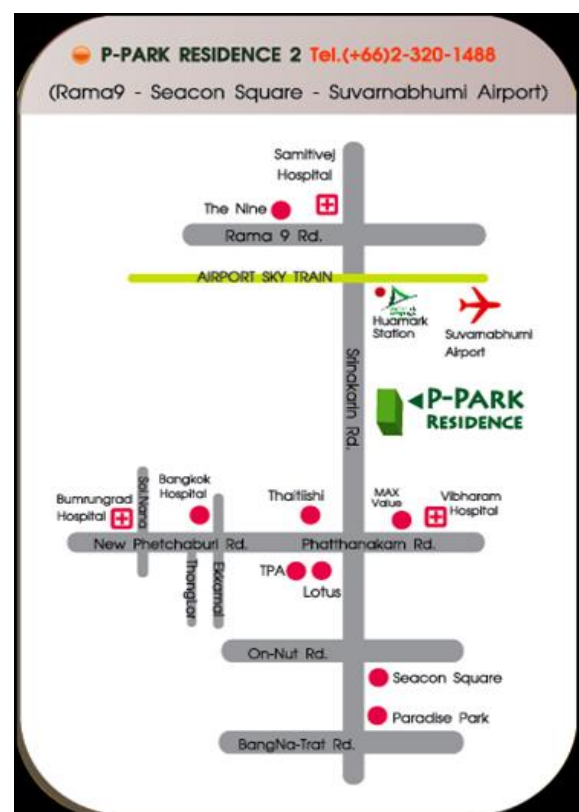 P-PARK RESIDENCE 2 Tel.(+66)2-320-1488
(Rama9 - Seacon Square - Suvarnabhumi Airport)
Samitivej
Hospital
The Nine
Rama 9 Rd.
AIRPORT SKY TRAIN
Huamark
Station
Suvarnabhumi
Airport
Srinakarin Rd.
P-PARK
RESIDENCE
Soi.Nana
Bangkok
Hospital
Bumrungrad
Hospital
Thaitiishi
MAX
Value
Vibharam
Hospital
New Phetchaburi Rd.
Phatthanakarn Rd.
ThongLor
Ekkamai
TPA
Lotus
On-Nut Rd.
Seacon Square
Paradise Park
BangNa-Trat Rd.